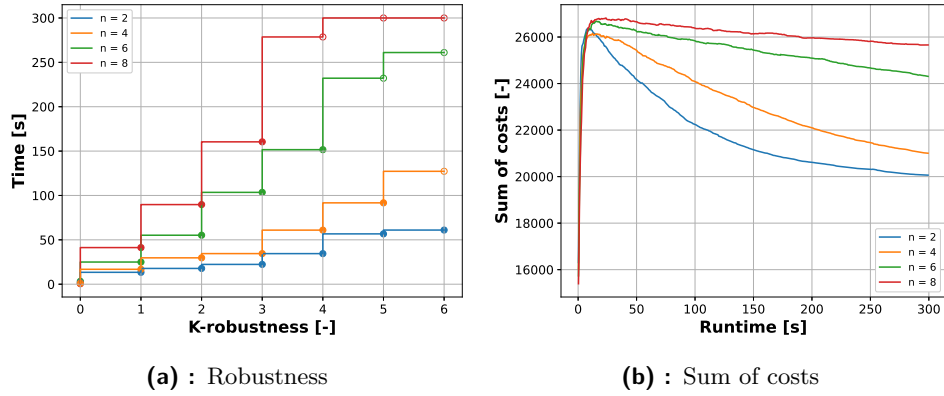 n = 2
n = 4
n = 6
n = 8
300
250
200
150
100
50
0
Time [s]
0 1 2 3 4 5 6
K-robustness [-]
(a) : Robustness
26000
24000
22000
20000
18000
16000
Sum of costs [-]
n = 2
n = 4
n = 6
n = 8
0 50 100 150 200 250 300
Runtime [s]
(b) : Sum of costs